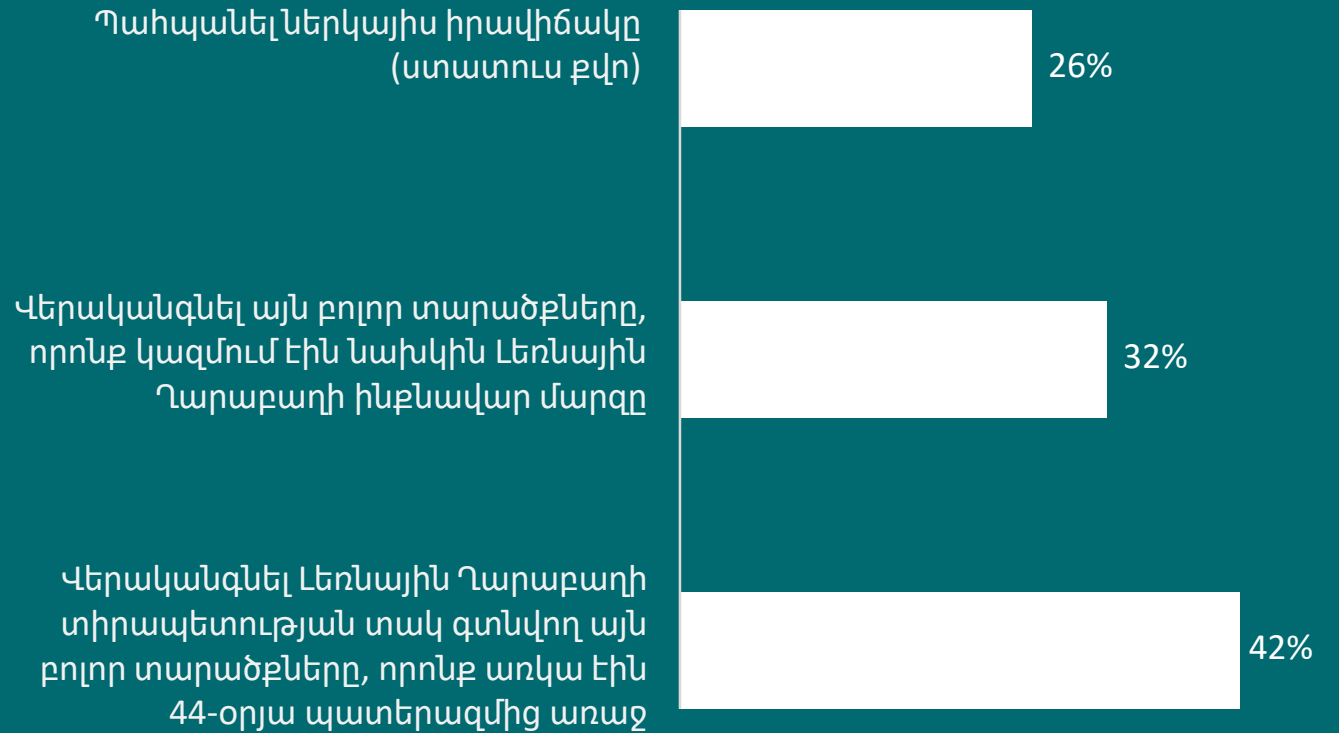 Պահպանել ներկայիս իրավիճակը
(ստատուս քվո)
26%
Վերականգնել այն բոլոր տարածքները,
որոնք կազմում էին նախկին Լեռնային
Ղարաբաղի ինքնավար մարզը
32%
Վերականգնել Լեռնային Ղարաբաղի
տիրապետության տակ գտնվող այն
բոլոր տարածքները, որոնք առկա էին
44-օրյա պատերազմից առաջ
42%